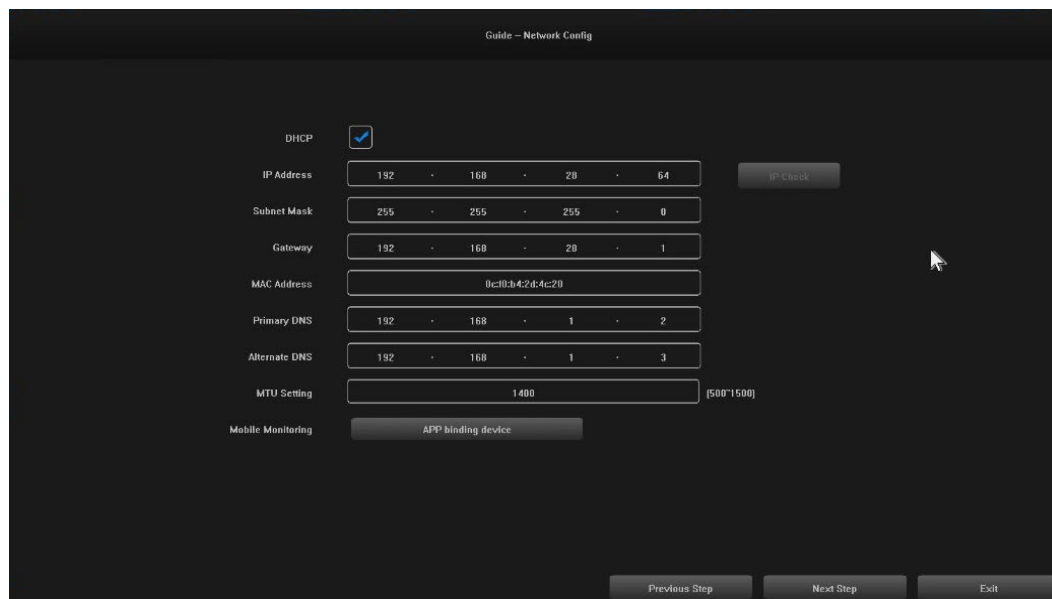 Guide – Network Config
DHCP
IP Address 192 . 168 . 28 . 64 IP Check
Subnet Mask 255 . 255 . 255 . 0
Gateway 192 . 168 . 28 . 1
MAC Address 0c:f0:b4:2d:4c:20
Primary DNS 192 . 168 . 1 . 2
Alternate DNS 192 . 168 . 1 . 3
MTU Setting 1400 (500~1500)
Mobile Monitoring APP binding device
Previous Step Next Step Exit